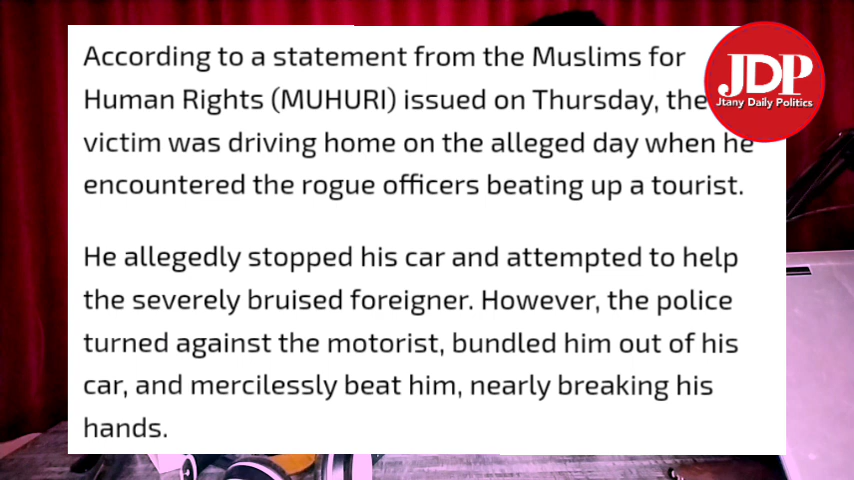 According to a statement from the Muslims for
Human Rights (MUHURI) issued on Thursday, the
victim was driving home on the alleged day when he
encountered the rogue officers beating up a tourist.
He allegedly stopped his car and attempted to help
the severely bruised foreigner. However, the police
turned against the motorist, bundled him out of his
car, and mercilessly beat him, nearly breaking his
hands.
JDP
Jtany Daily Politics